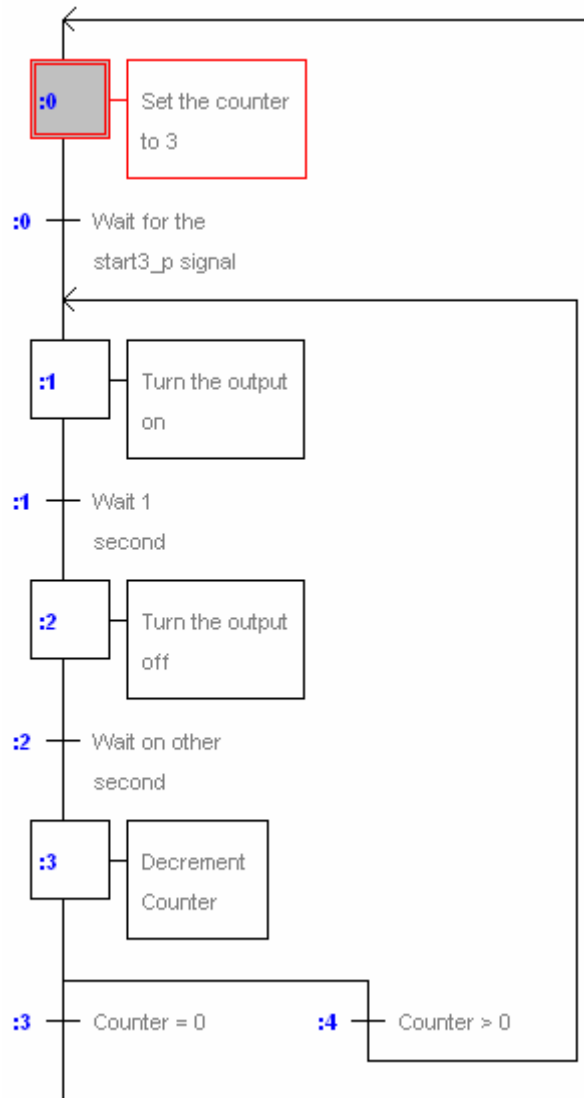 :0 Set the counter
to 3
:0 Wait for the
start3_p signal
:1 Turn the output
on
:1 Wait 1
second
:2 Turn the output
off
:2 Wait on other
second
:3 Decrement
Counter
:3 Counter = 0 :4 Counter > 0